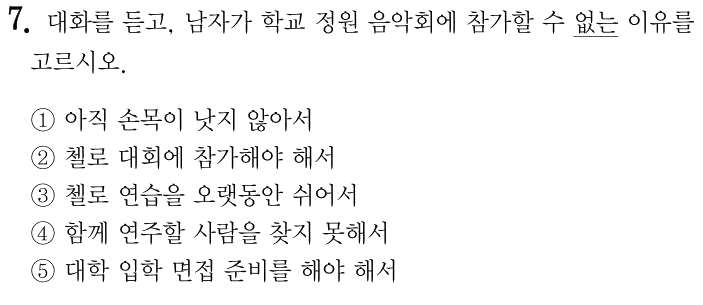 7. 대화를 듣고, 남자가 학교 정원 음악회에 참가할 수 없는 이유를
고르시오.
① 아직 손목이 낫지 않아서
② 첼로 대회에 참가해야 해서
③ 첼로 연습을 오랫동안 쉬어서
④ 함께 연주할 사람을 찾지 못해서
⑤ 대학 입학 면접 준비를 해야 해서